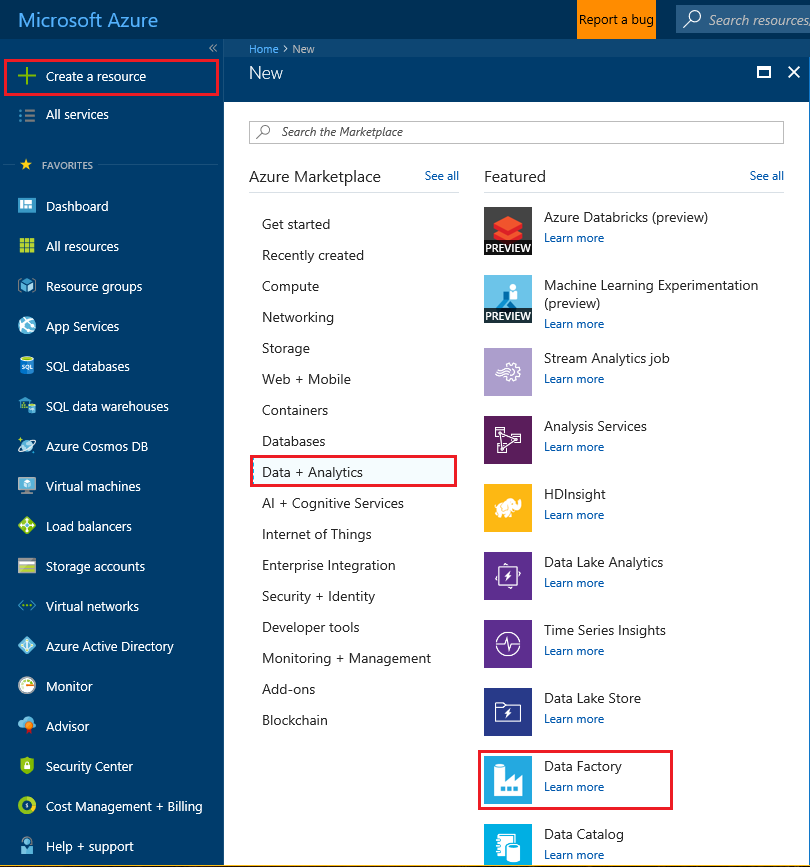 Microsoft Azure
Report a bug
Search resources,
Create a resource
All services
FAVORITES
Dashboard
All resources
Resource groups
App Services
SQL databases
SQL data warehouses
Azure Cosmos DB
Virtual machines
Load balancers
Storage accounts
Virtual networks
Azure Active Directory
Monitor
Advisor
Security Center
Cost Management + Billing
Help + support
Home > New
New
Search the Marketplace
Azure Marketplace
See all
Get started
Recently created
Compute
Networking
Storage
Web + Mobile
Containers
Databases
Data + Analytics
AI + Cognitive Services
Internet of Things
Enterprise Integration
Security + Identity
Developer tools
Monitoring + Management
Add-ons
Blockchain
Featured
See all
PREVIEW
Azure Databricks (preview)
Learn more
PREVIEW
Machine Learning Experimentation
(preview)
Learn more
Stream Analytics job
Learn more
Analysis Services
Learn more
HDInsight
Learn more
Data Lake Analytics
Learn more
Time Series Insights
Learn more
Data Lake Store
Learn more
Data Factory
Learn more
Data Catalog
Learn more